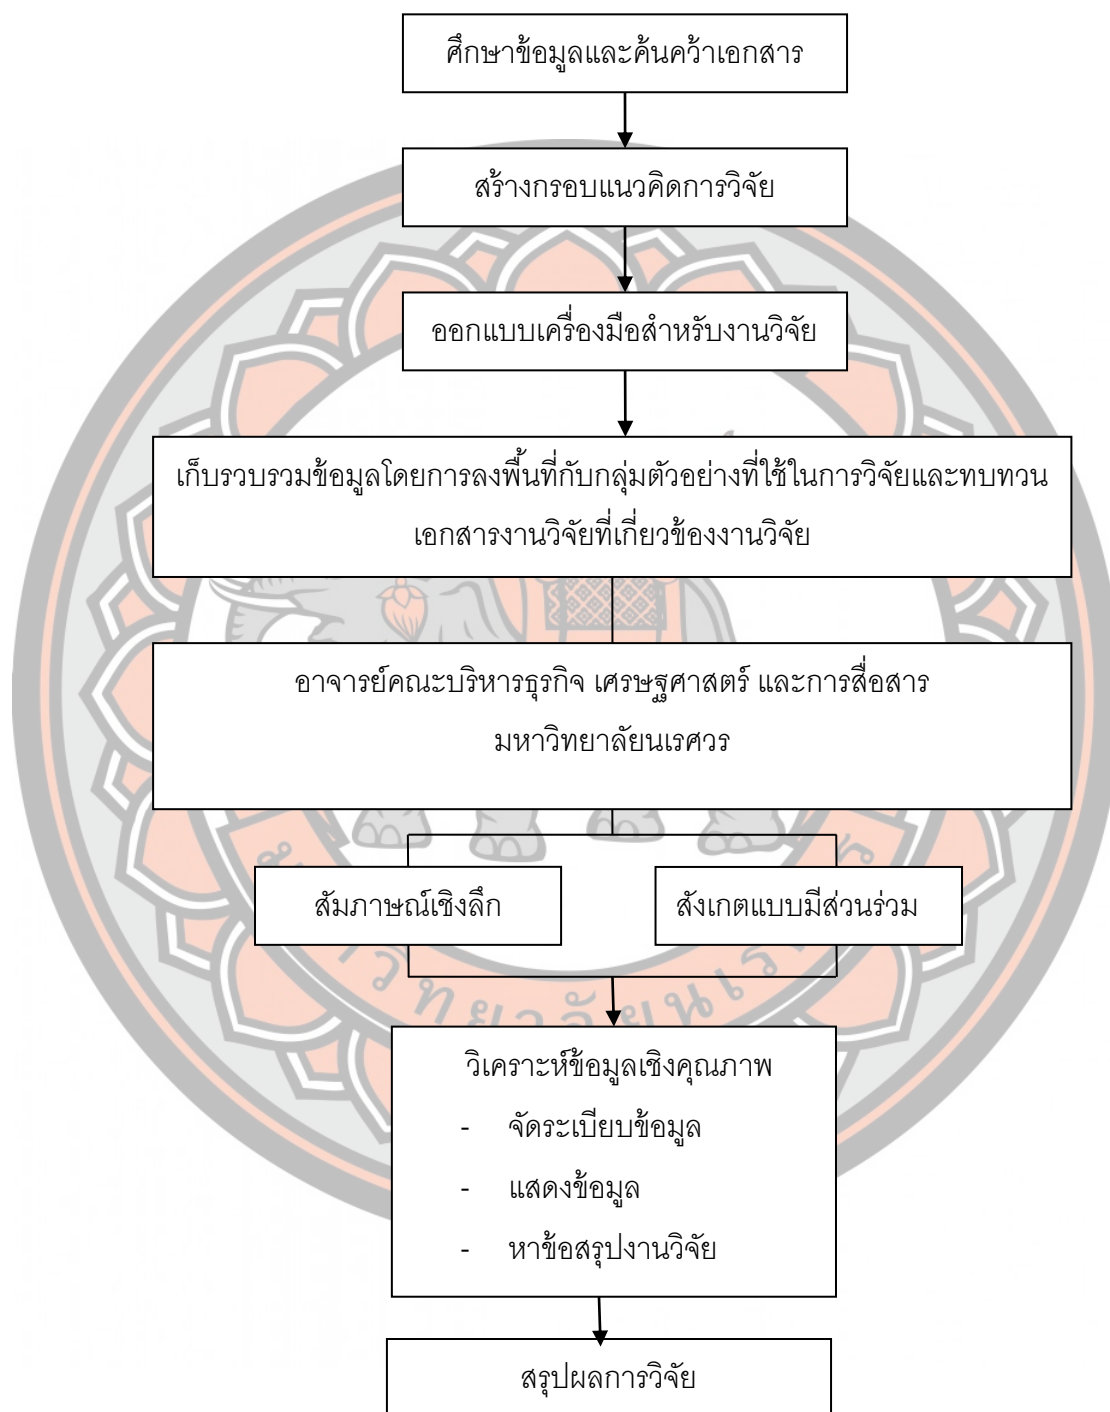 ศึกษาข้อมูลและค้นคว้าเอกสาร
สร้างกรอบแนวคิดการวิจัย
ออกแบบเครื่องมือสำหรับงานวิจัย
เก็บรวบรวมข้อมูลโดยการลงพื้นที่กับกลุ่มตัวอย่างที่ใช้ในการวิจัยและทบทวน
เอกสารงานวิจัยที่เกี่ยวข้องงานวิจัย
อาจารย์คณะบริหารธุรกิจ เศรษฐศาสตร์ และการสื่อสาร
มหาวิทยาลัยนเรศวร
สัมภาษณ์เชิงลึก
สังเกตแบบมีส่วนร่วม
วิเคราะห์ข้อมูลเชิงคุณภาพ
- จัดระเบียบข้อมูล
- แสดงข้อมูล
- หาข้อสรุปงานวิจัย
สรุปผลการวิจัย